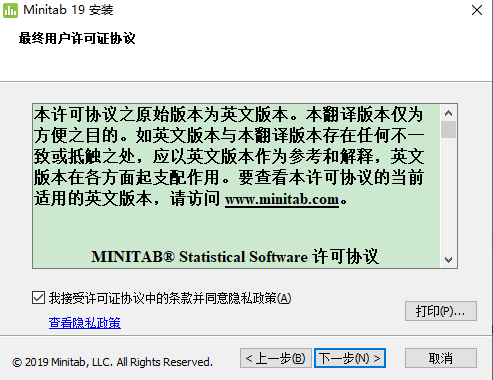 Minitab 19 安装
最终用户许可证协议
本许可协议之原始版本为英文版本。本翻译版本仅为
方便之目的。如英文版本与本翻译版本存在任何不一
致或抵触之处，应以英文版本作为参考和解释，英文
版本在各方面起支配作用。要查看本许可协议的当前
适用的英文版本，请访问 www.minitab.com。
MINITAB® Statistical Software 许可协议
我接受许可证协议中的条款并同意隐私政策(A)
打印(P)...
查看隐私政策
© 2019 Minitab, LLC. All Rights Reserved.
< 上一步(B)
下一步(N) >
取消